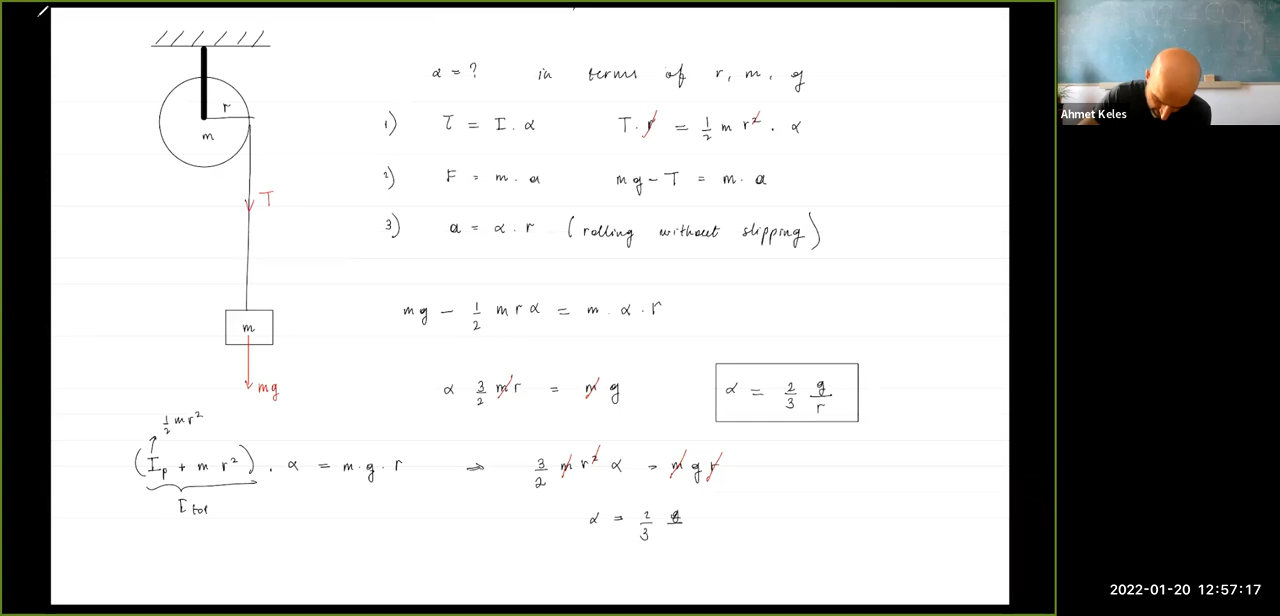 α = ? in terms of r, m, g
r
m
1) τ = I . α T . r = 1/2 m r² . α
2) F = m . a mg − T = m . a
T
3) a = α . r (rolling without slipping)
mg − 1/2 m r α = m . α . r
m
α 3/2 m r = m g
α = 2/3 g/r
mg
1/2 mr²
(I_p + m r²) . α = m . g . r ⇒ 3/2 m r² α = m g r
I_tot
α = 2/3 g
Ahmet Keles
2022-01-20 12:57:17